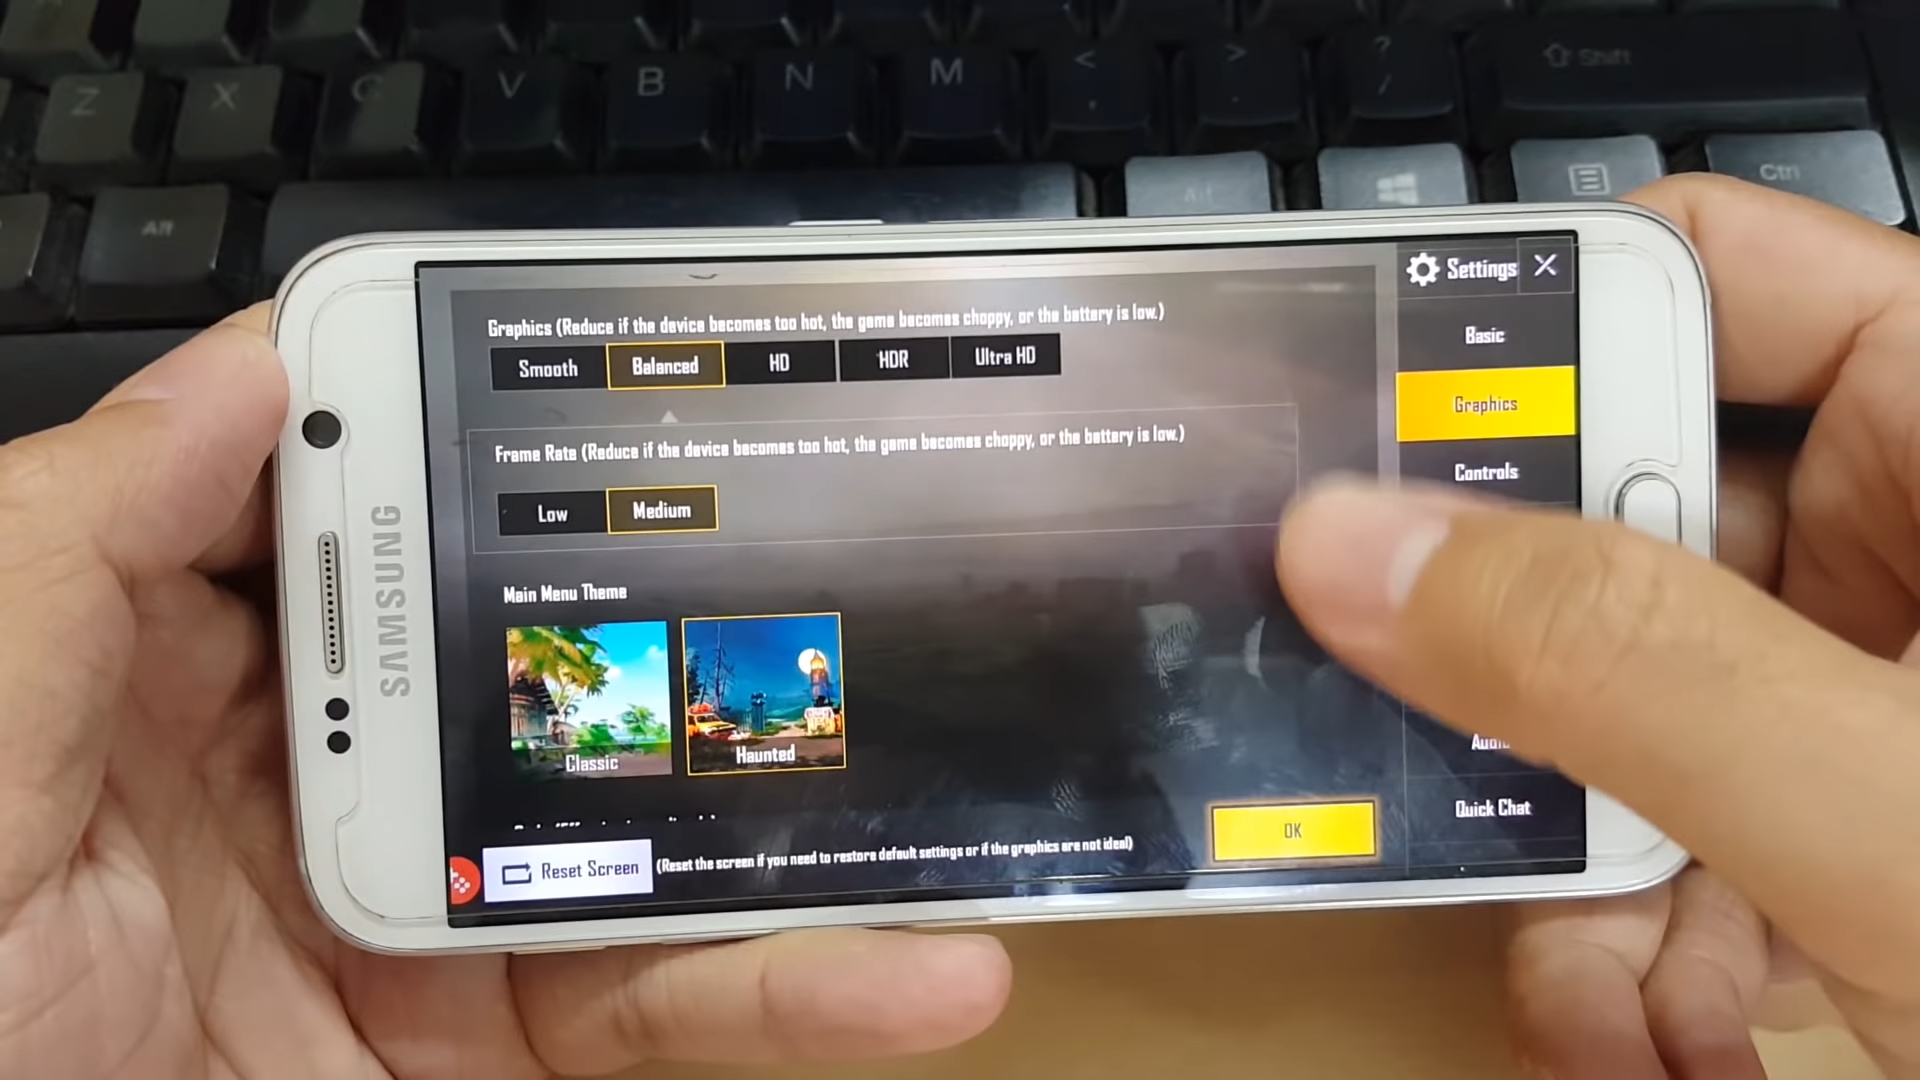 Z X C V B N M < , > . ? /
Shift
Alt Alt Ctrl
SAMSUNG
Settings X
Graphics (Reduce if the device becomes too hot, the game becomes choppy, or the battery is low.)
Basic
Smooth Balanced HD HDR Ultra HD
Graphics
Frame Rate (Reduce if the device becomes too hot, the game becomes choppy, or the battery is low.)
Controls
Low Medium
Main Menu Theme
Classic Haunted
Quick Chat
OK
Reset Screen (Reset the screen if you need to restore default settings or if the graphics are not ideal)